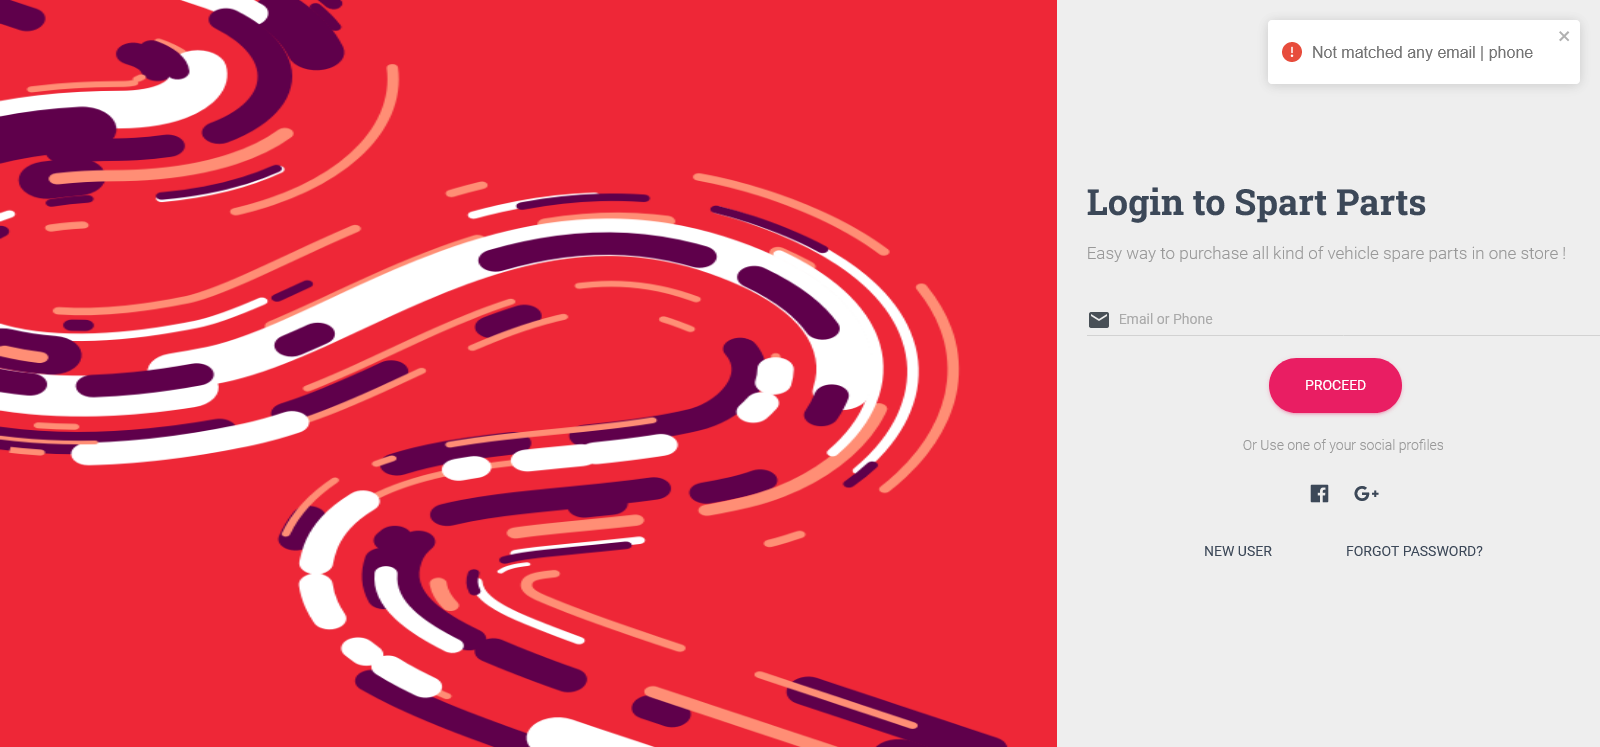 Not matched any email | phone
Login to Spart Parts
Easy way to purchase all kind of vehicle spare parts in one store !
Email or Phone
PROCEED
Or Use one of your social profiles
G+
NEW USER
FORGOT PASSWORD?